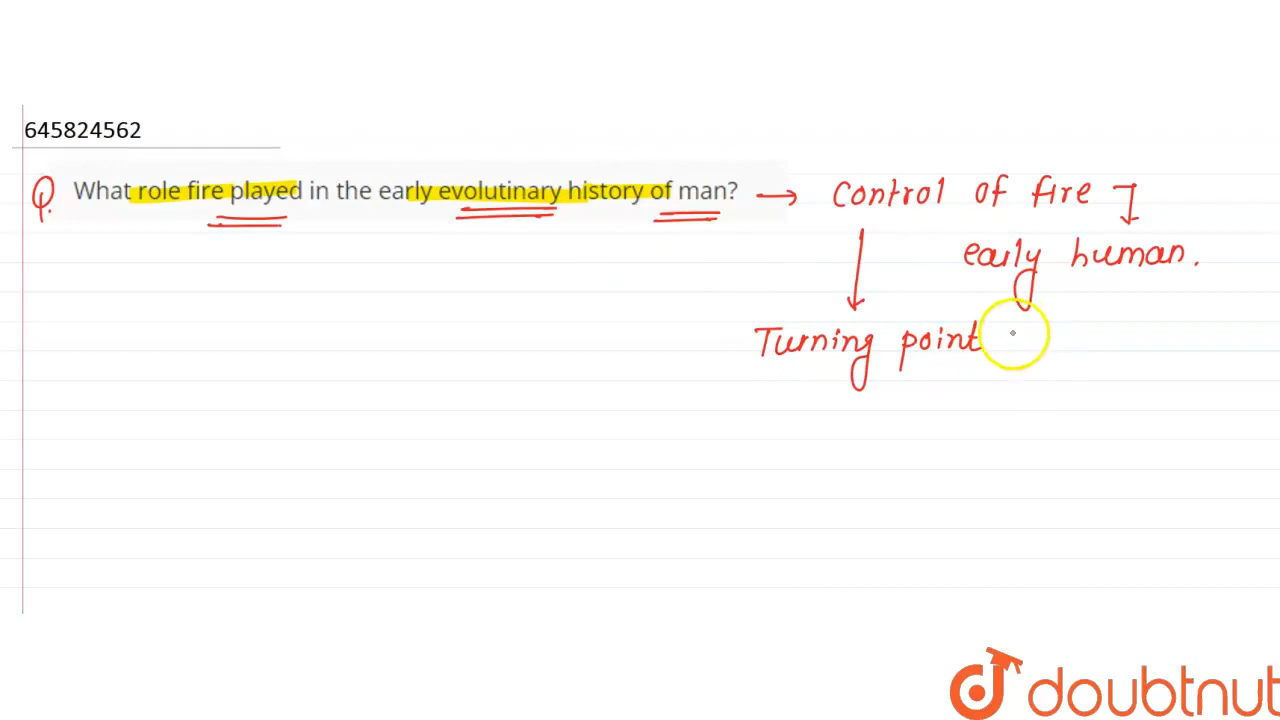 645824562
Q. What role fire played in the early evolutinary history of man? → Control of fire
early human.
Turning point
doubtnut